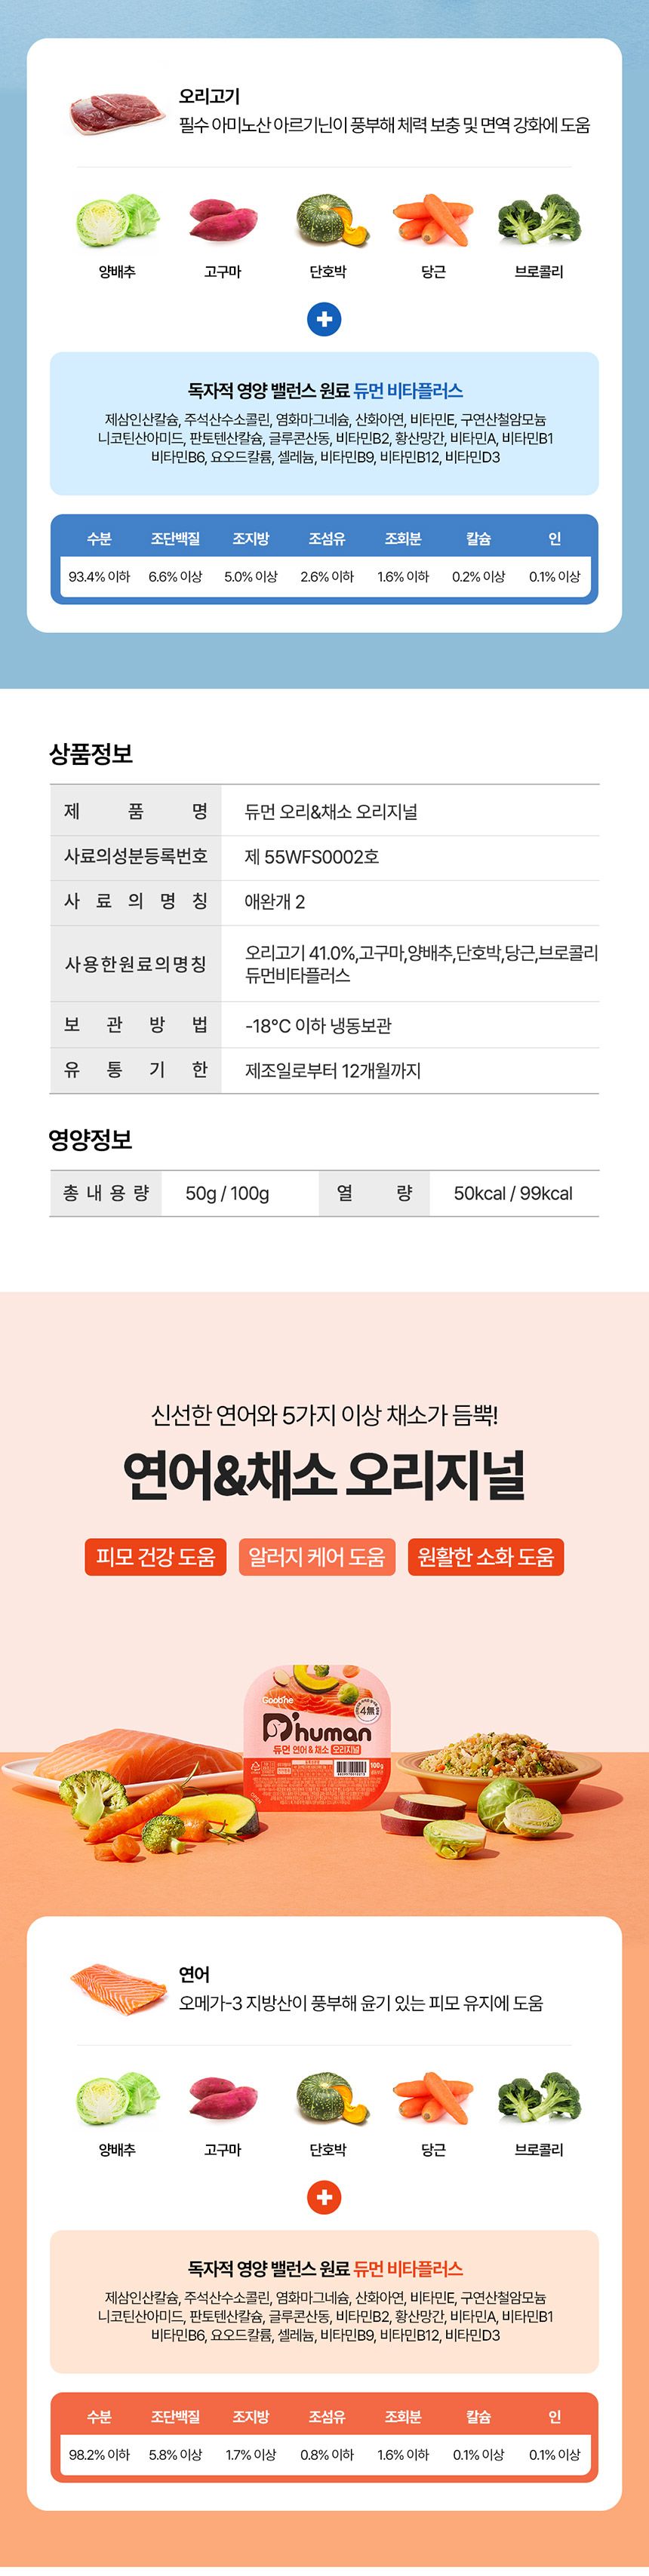 오리고기
필수 아미노산 아르기닌이 풍부해 체력 보충 및 면역 강화에 도움
양배추 고구마 단호박 당근 브로콜리
독자적 영양 밸런스 원료 듀먼 비타플러스
제삼인산칼슘, 주석산수소콜린, 염화마그네슘, 산화아연, 비타민E, 구연산철암모늄
니코틴산아미드, 판토텐산칼슘, 글루콘산동, 비타민B2, 황산망간, 비타민A, 비타민B1
비타민B6, 요오드칼륨, 셀레늄, 비타민B9, 비타민B12, 비타민D3
수분 조단백질 조지방 조섬유 조회분 칼슘 인
93.4% 이하 6.6% 이상 5.0% 이상 2.6% 이하 1.6% 이하 0.2% 이상 0.1% 이상
상품정보
제품명 듀먼 오리&채소 오리지널
사료의성분등록번호 제 55WFS0002호
사료의명칭 애완개 2
사용한원료의명칭 오리고기 41.0%,고구마,양배추,단호박,당근,브로콜리
듀먼비타플러스
보관방법 -18°C 이하 냉동보관
유통기한 제조일로부터 12개월까지
영양정보
총내용량 50g / 100g 열량 50kcal / 99kcal
신선한 연어와 5가지 이상 채소가 듬뿍!
연어&채소 오리지널
피모 건강 도움 알러지 케어 도움 원활한 소화 도움
4無
D'human
듀먼 연어 & 채소 오리지널
100g
연어
오메가-3 지방산이 풍부해 윤기 있는 피모 유지에 도움
양배추 고구마 단호박 당근 브로콜리
독자적 영양 밸런스 원료 듀먼 비타플러스
제삼인산칼슘, 주석산수소콜린, 염화마그네슘, 산화아연, 비타민E, 구연산철암모늄
니코틴산아미드, 판토텐산칼슘, 글루콘산동, 비타민B2, 황산망간, 비타민A, 비타민B1
비타민B6, 요오드칼륨, 셀레늄, 비타민B9, 비타민B12, 비타민D3
수분 조단백질 조지방 조섬유 조회분 칼슘 인
98.2% 이하 5.8% 이상 1.7% 이상 0.8% 이하 1.6% 이하 0.1% 이상 0.1% 이상